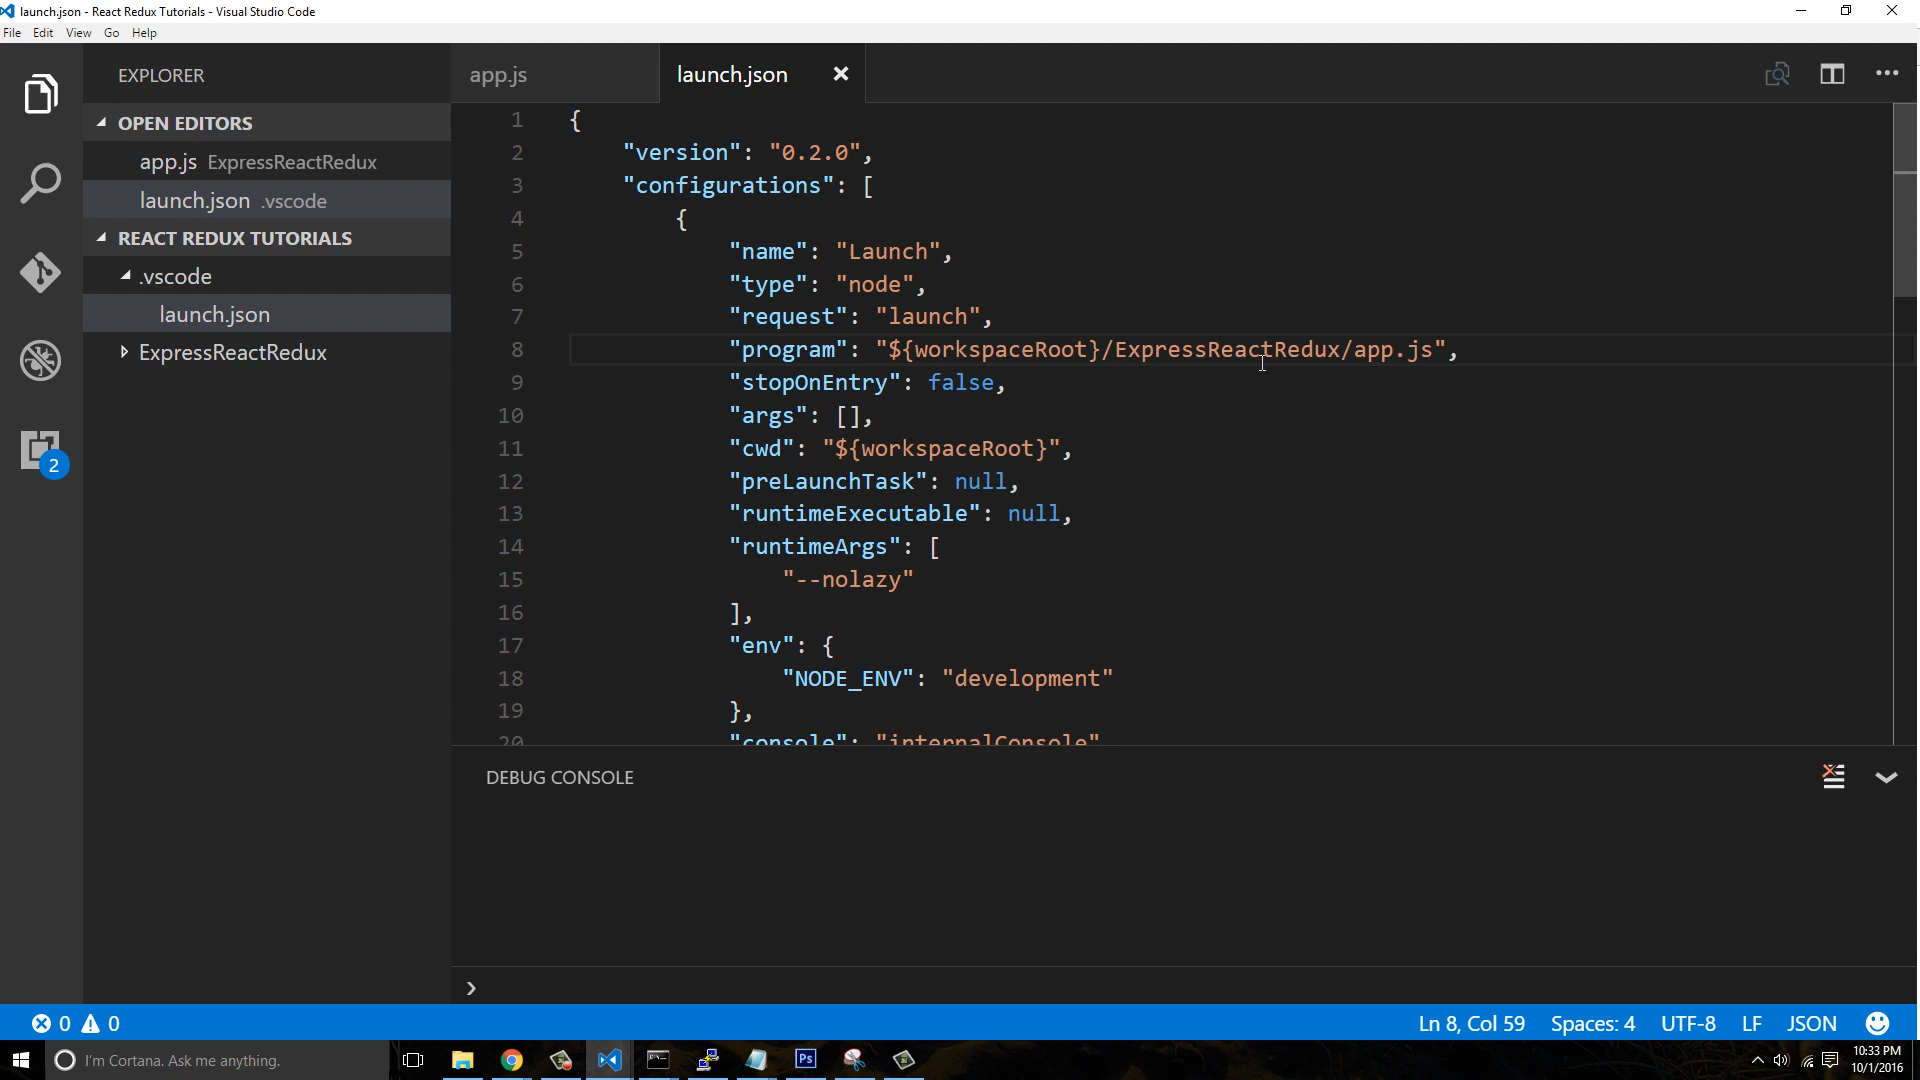 launch.json - React Redux Tutorials - Visual Studio Code
File Edit View Go Help
EXPLORER
OPEN EDITORS
app.js ExpressReactRedux
launch.json .vscode
REACT REDUX TUTORIALS
.vscode
launch.json
ExpressReactRedux
2
app.js launch.json
1 {
2 "version": "0.2.0",
3 "configurations": [
4 {
5 "name": "Launch",
6 "type": "node",
7 "request": "launch",
8 "program": "${workspaceRoot}/ExpressReactRedux/app.js",
9 "stopOnEntry": false,
10 "args": [],
11 "cwd": "${workspaceRoot}",
12 "preLaunchTask": null,
13 "runtimeExecutable": null,
14 "runtimeArgs": [
15 "--nolazy"
16 ],
17 "env": {
18 "NODE_ENV": "development"
19 },
20 "console": "internalConsole"
DEBUG CONSOLE
0 0 Ln 8, Col 59 Spaces: 4 UTF-8 LF JSON
I'm Cortana. Ask me anything.
Ps
10:33 PM
10/1/2016